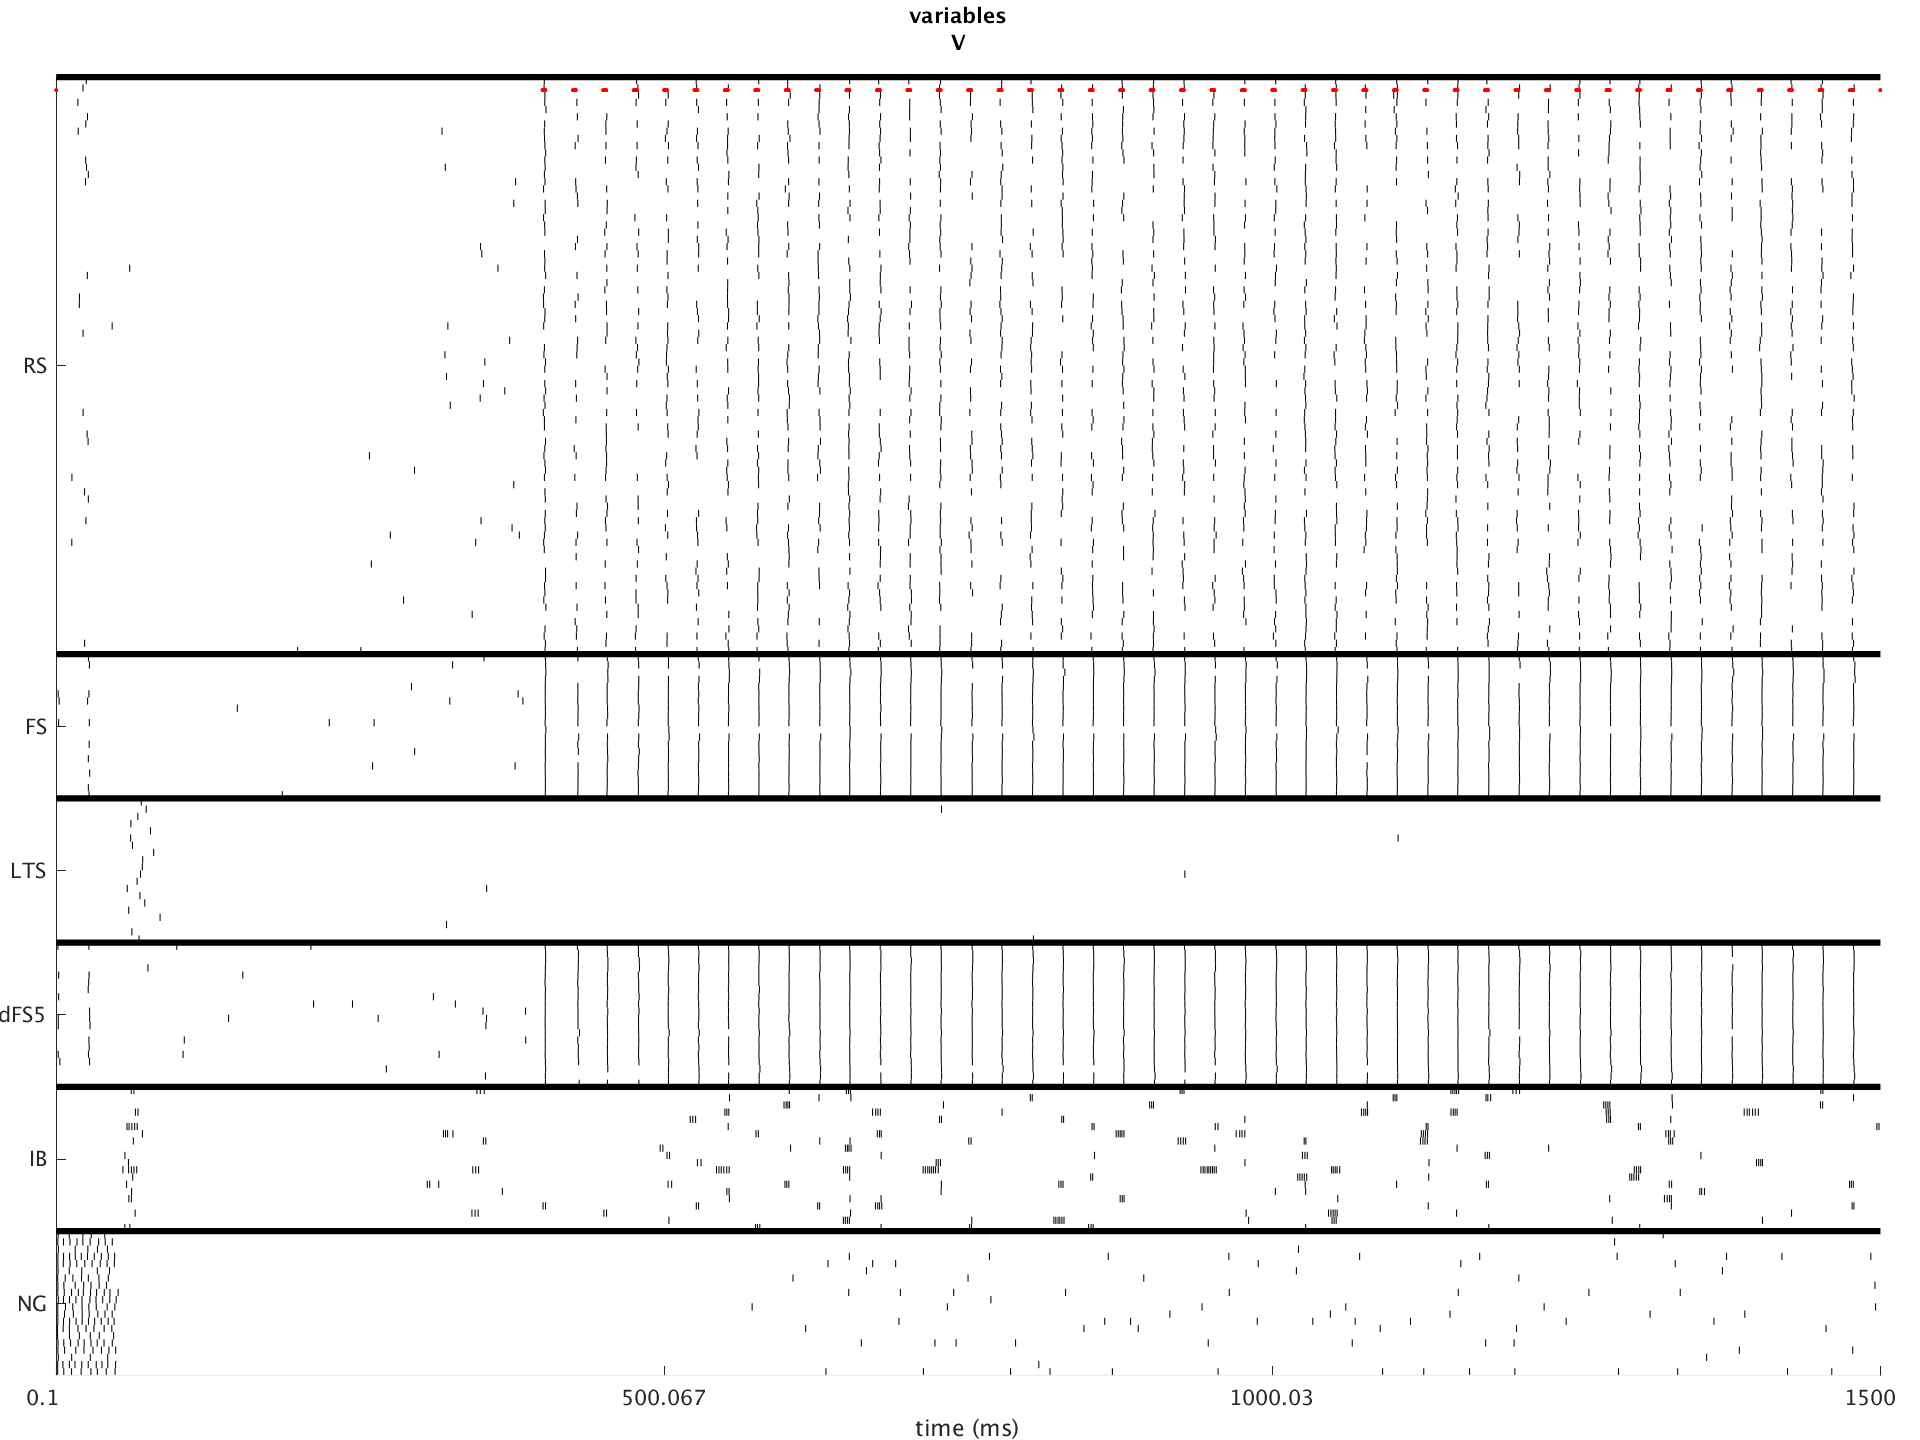 variables
V
RS
FS
LTS
dFS5
IB
NG
0.1
500.067
1000.03
1500
time (ms)